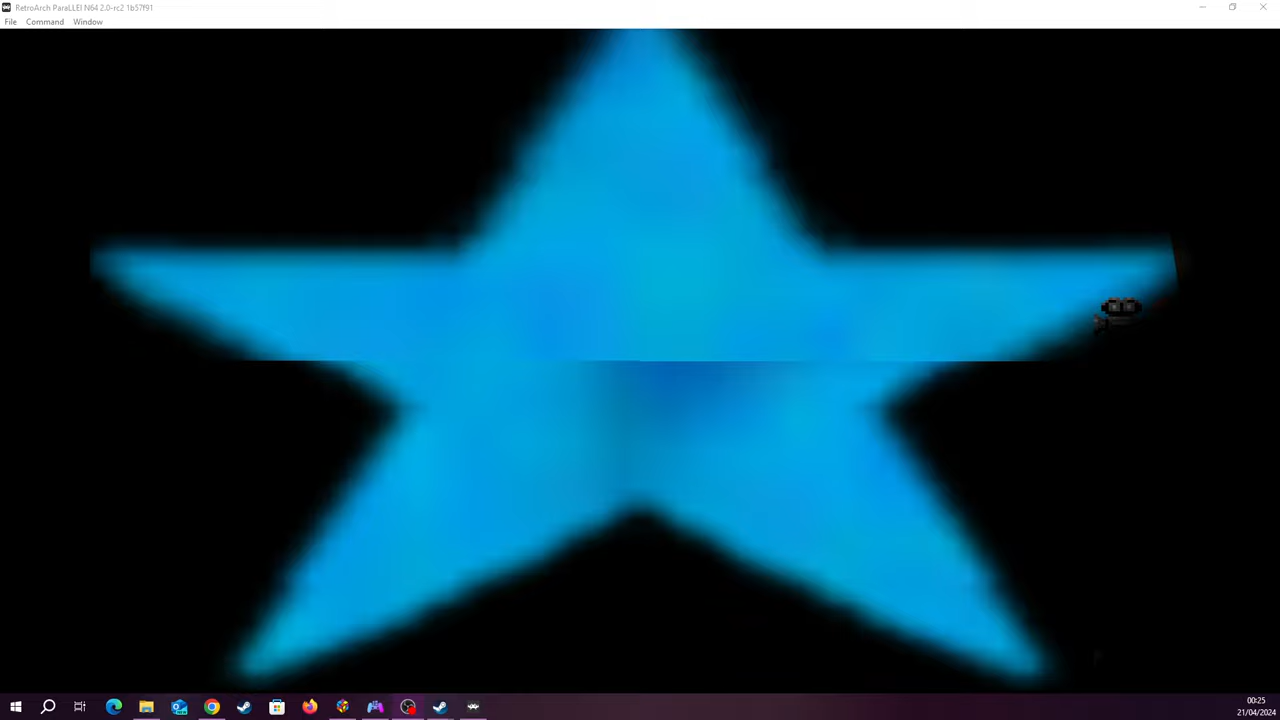 RetroArch ParaLLEl N64 2.0-rc2 1b57f91
File Command Window
00:25
21/04/2024